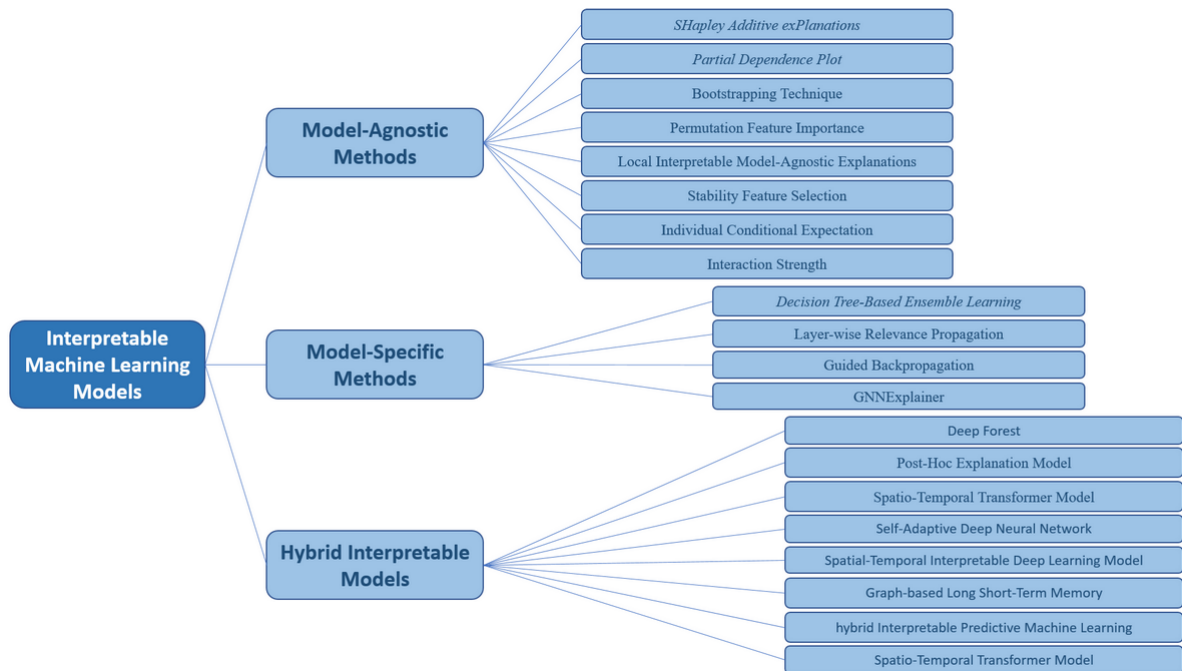 Interpretable
Machine Learning
Models
Model-Agnostic
Methods
SHapley Additive exPlanations
Partial Dependence Plot
Bootstrapping Technique
Permutation Feature Importance
Local Interpretable Model-Agnostic Explanations
Stability Feature Selection
Individual Conditional Expectation
Interaction Strength
Model-Specific
Methods
Decision Tree-Based Ensemble Learning
Layer-wise Relevance Propagation
Guided Backpropagation
GNNExplainer
Hybrid Interpretable
Models
Deep Forest
Post-Hoc Explanation Model
Spatio-Temporal Transformer Model
Self-Adaptive Deep Neural Network
Spatial-Temporal Interpretable Deep Learning Model
Graph-based Long Short-Term Memory
hybrid Interpretable Predictive Machine Learning
Spatio-Temporal Transformer Model